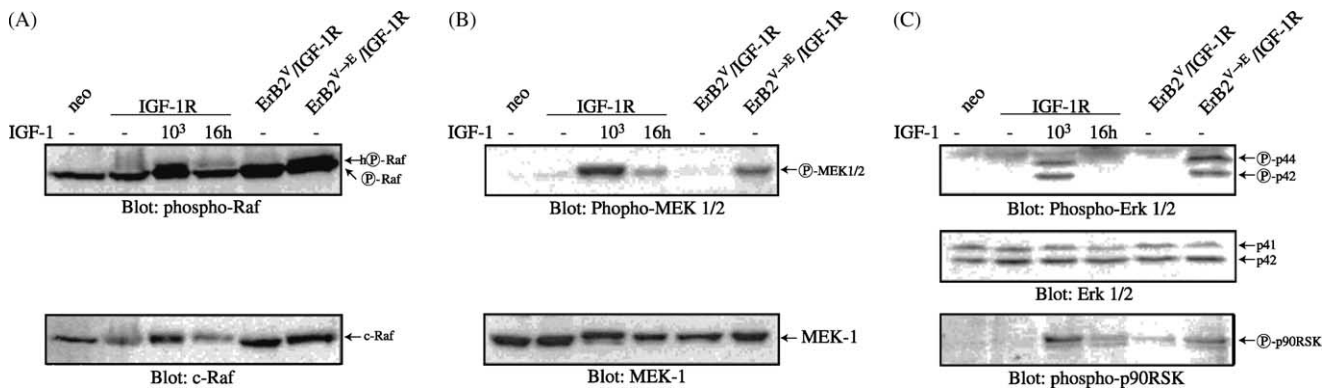 (A)
neo
IGF-1R
ErB2ⱽ/IGF-1R
ErB2ⱽ→ᴱ/IGF-1R
IGF-1 - - 10³ 16h - -
hⓅ-Raf
Ⓟ-Raf
Blot: phospho-Raf
c-Raf
Blot: c-Raf
(B)
neo
IGF-1R
ErB2ⱽ/IGF-1R
ErB2ⱽ→ᴱ/IGF-1R
IGF-1 - - 10³ 16h - -
Ⓟ-MEK1/2
Blot: Phopho-MEK 1/2
MEK-1
Blot: MEK-1
(C)
neo
IGF-1R
ErB2ⱽ/IGF-1R
ErB2ⱽ→ᴱ/IGF-1R
IGF-1 - - 10³ 16h - -
Ⓟ-p44
Ⓟ-p42
Blot: Phospho-Erk 1/2
p41
p42
Blot: Erk 1/2
Ⓟ-p90RSK
Blot: phospho-p90RSK